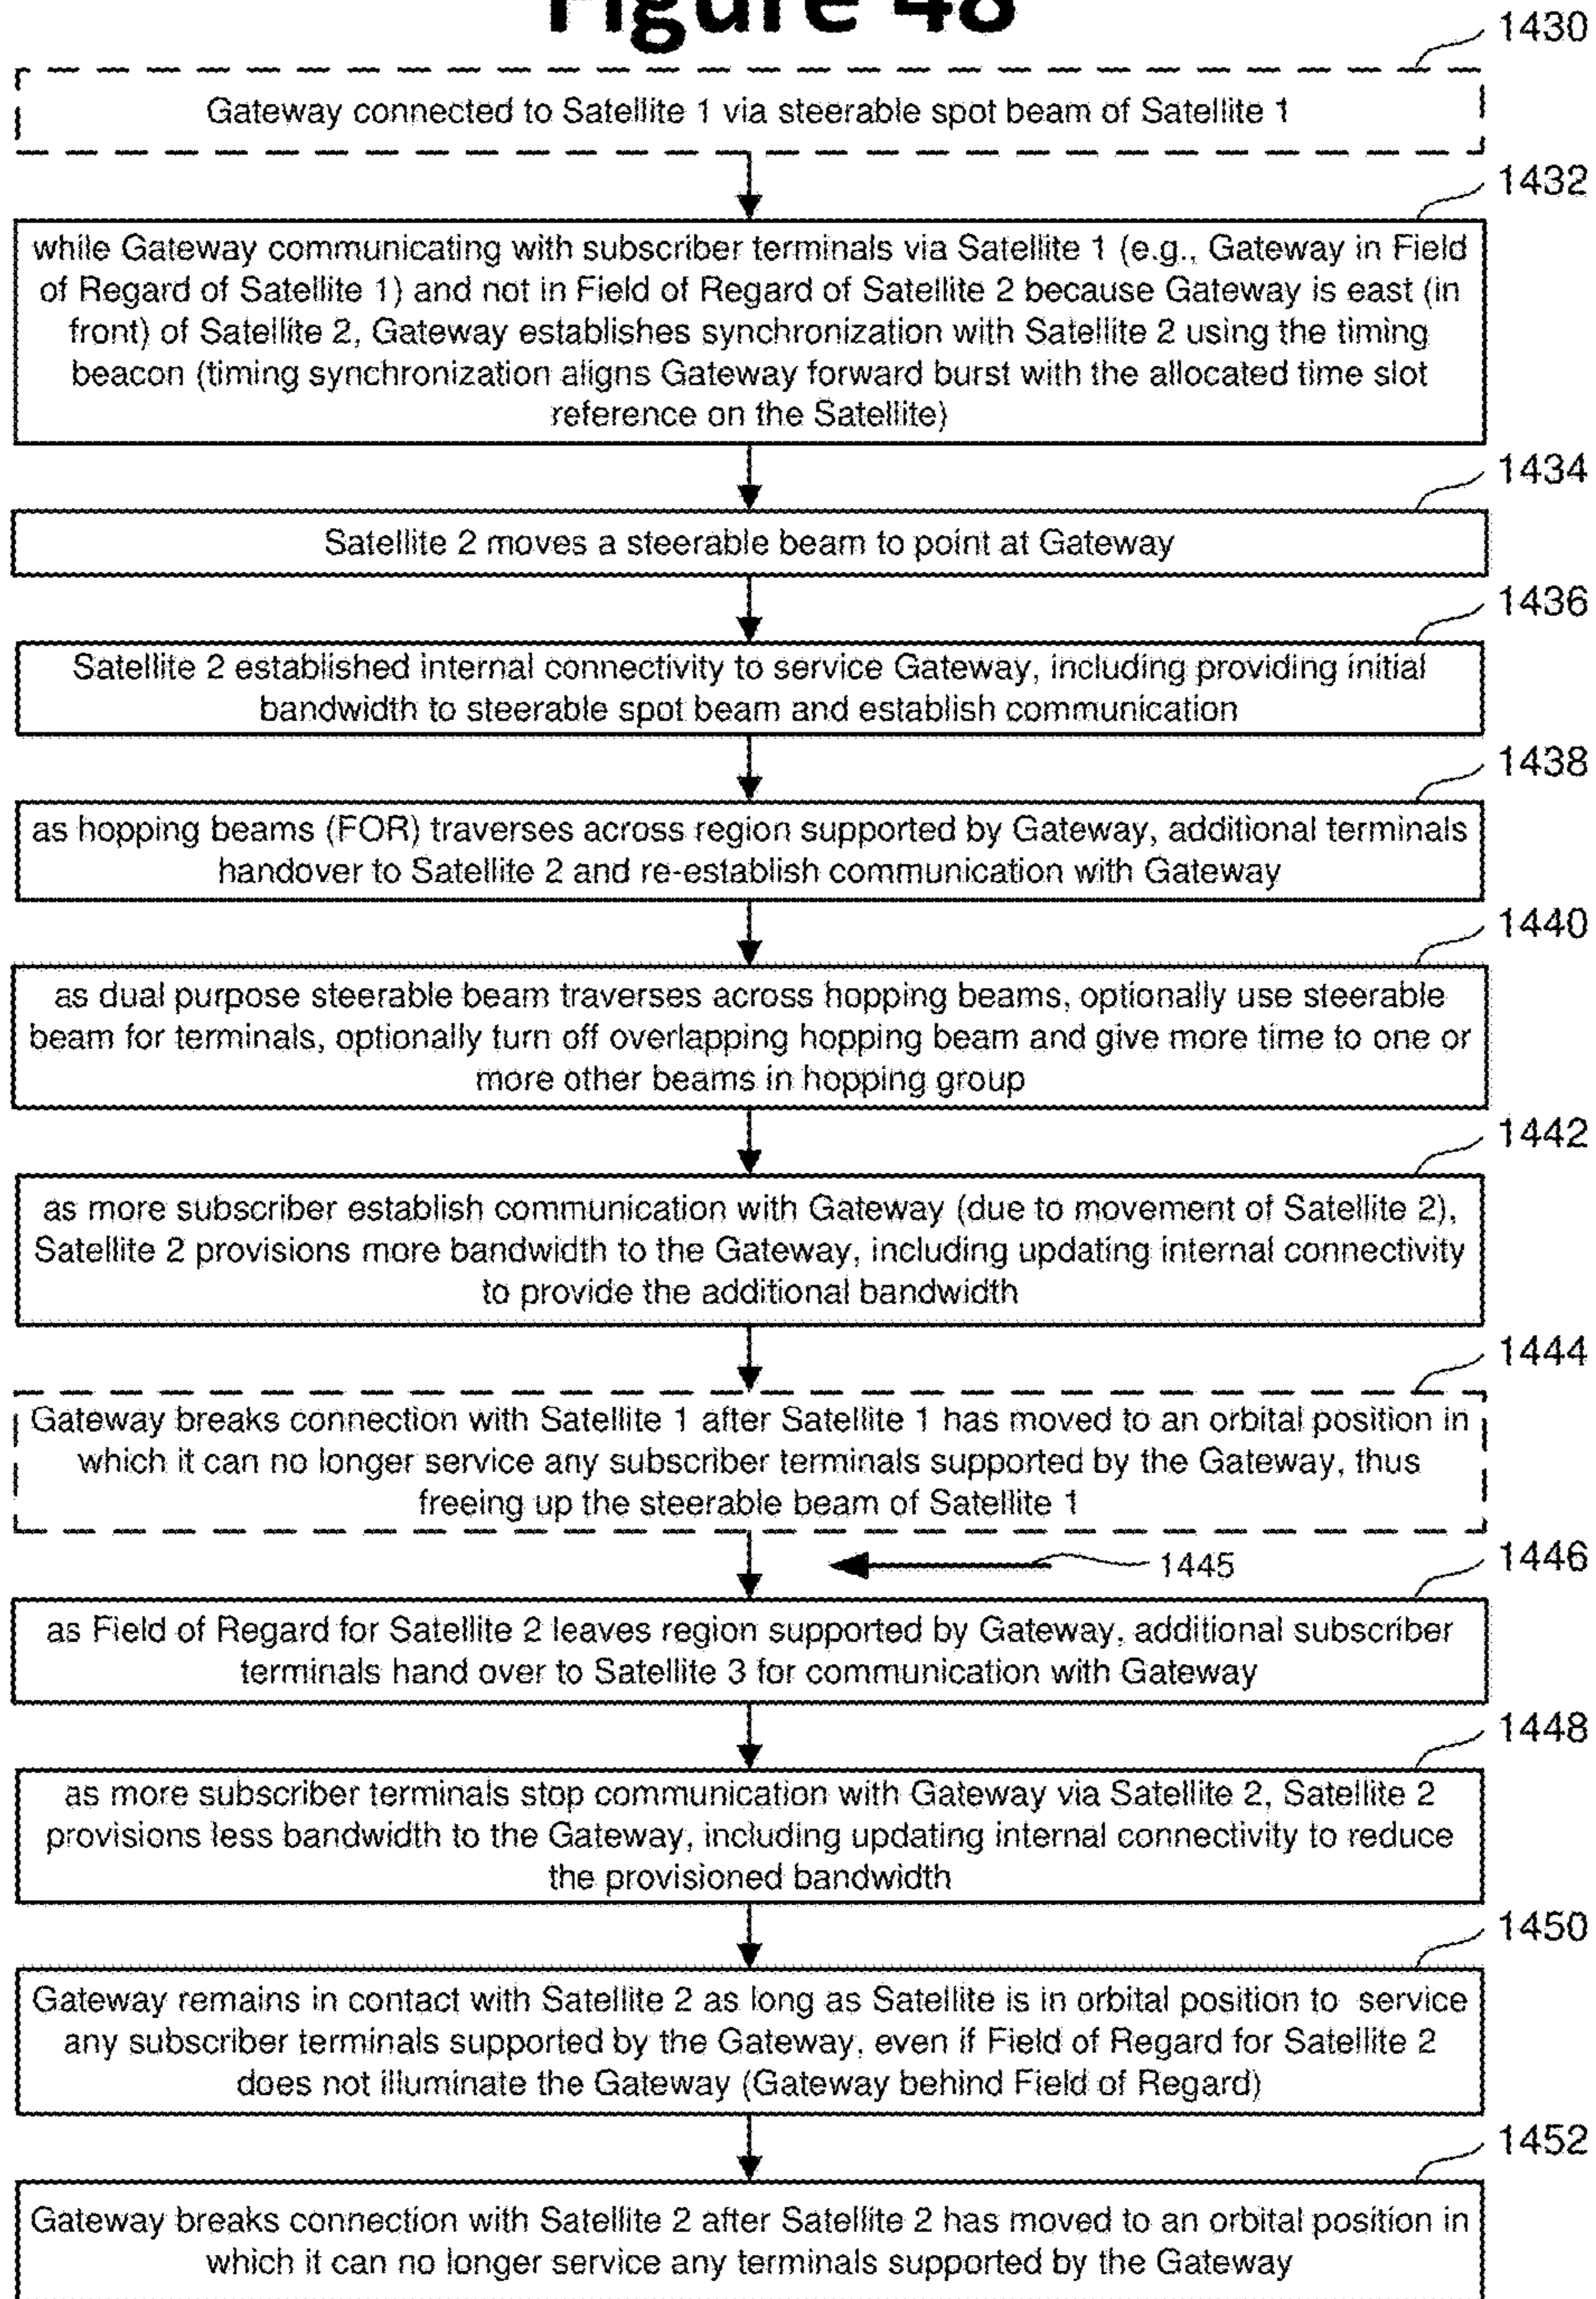 Figure 48
1430
Gateway connected to Satellite 1 via steerable spot beam of Satellite 1
1432
while Gateway communicating with subscriber terminals via Satellite 1 (e.g., Gateway in Field
of Regard of Satellite 1) and not in Field of Regard of Satellite 2 because Gateway is east (in
front) of Satellite 2, Gateway establishes synchronization with Satellite 2 using the timing
beacon (timing synchronization aligns Gateway forward burst with the allocated time slot
reference on the Satellite)
1434
Satellite 2 moves a steerable beam to point at Gateway
1436
Satellite 2 established internal connectivity to service Gateway, including providing initial
bandwidth to steerable spot beam and establish communication
1438
as hopping beams (FOR) traverses across region supported by Gateway, additional terminals
handover to Satellite 2 and re-establish communication with Gateway
1440
as dual purpose steerable beam traverses across hopping beams, optionally use steerable
beam for terminals, optionally turn off overlapping hopping beam and give more time to one or
more other beams in hopping group
1442
as more subscriber establish communication with Gateway (due to movement of Satellite 2),
Satellite 2 provisions more bandwidth to the Gateway, including updating internal connectivity
to provide the additional bandwidth
1444
Gateway breaks connection with Satellite 1 after Satellite 1 has moved to an orbital position in
which it can no longer service any subscriber terminals supported by the Gateway, thus
freeing up the steerable beam of Satellite 1
1445
1446
as Field of Regard for Satellite 2 leaves region supported by Gateway, additional subscriber
terminals hand over to Satellite 3 for communication with Gateway
1448
as more subscriber terminals stop communication with Gateway via Satellite 2, Satellite 2
provisions less bandwidth to the Gateway, including updating internal connectivity to reduce
the provisioned bandwidth
1450
Gateway remains in contact with Satellite 2 as long as Satellite is in orbital position to service
any subscriber terminals supported by the Gateway, even if Field of Regard for Satellite 2
does not illuminate the Gateway (Gateway behind Field of Regard)
1452
Gateway breaks connection with Satellite 2 after Satellite 2 has moved to an orbital position in
which it can no longer service any terminals supported by the Gateway